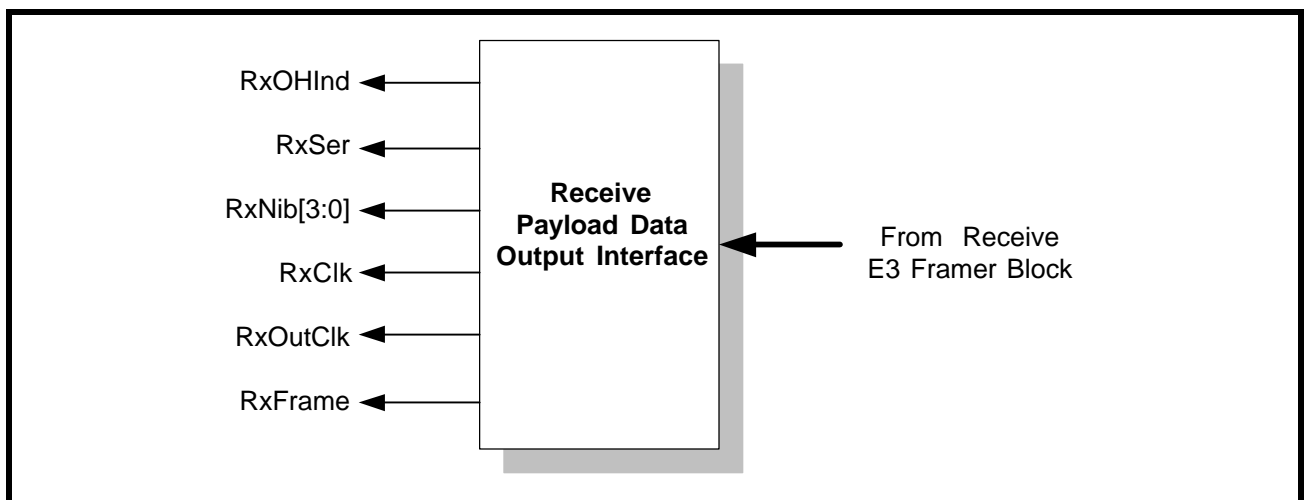 RxOHInd
RxSer
RxNib[3:0]
RxClk
RxOutClk
RxFrame
Receive
Payload Data
Output Interface
From Receive
E3 Framer Block